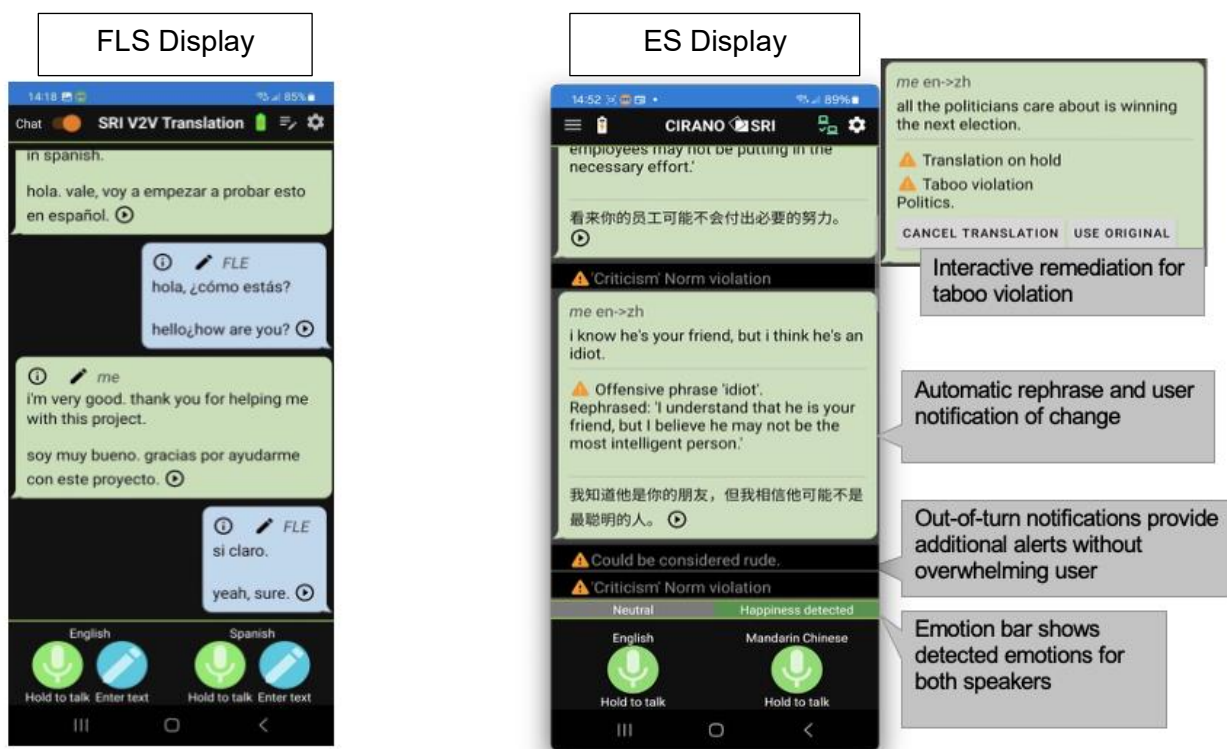 FLS Display
14:18
85%
Chat
SRI V2V Translation
in spanish.
hola. vale, voy a empezar a probar esto
en español.
FLE
hola, ¿cómo estás?
hello¿how are you?
me
i'm very good. thank you for helping me
with this project.
soy muy bueno. gracias por ayudarme
con este proyecto.
FLE
si claro.
yeah, sure.
English
Spanish
Hold to talk
Enter text
Hold to talk
Enter text
ES Display
14:52
89%
CIRANO SRI
employees may not be putting in the
necessary effort.'
看来你的员工可能不会付出必要的努力。
'Criticism' Norm violation
me en->zh
i know he's your friend, but i think he's an
idiot.
Offensive phrase 'idiot'.
Rephrased: 'I understand that he is your
friend, but I believe he may not be the
most intelligent person.'
我知道他是你的朋友，但我相信他可能不是
最聪明的人。
Could be considered rude.
'Criticism' Norm violation
Neutral
Happiness detected
English
Mandarin Chinese
Hold to talk
Hold to talk
me en->zh
all the politicians care about is winning
the next election.
Translation on hold
Taboo violation
Politics.
CANCEL TRANSLATION
USE ORIGINAL
Interactive remediation for
taboo violation
Automatic rephrase and user
notification of change
Out-of-turn notifications provide
additional alerts without
overwhelming user
Emotion bar shows
detected emotions for
both speakers